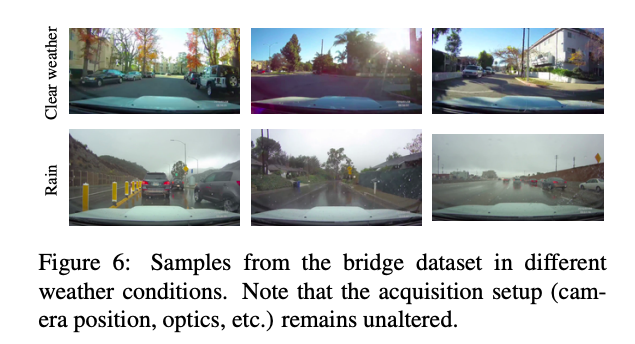 Clear weather
Rain
Figure 6: Samples from the bridge dataset in different
weather conditions. Note that the acquisition setup (cam-
era position, optics, etc.) remains unaltered.